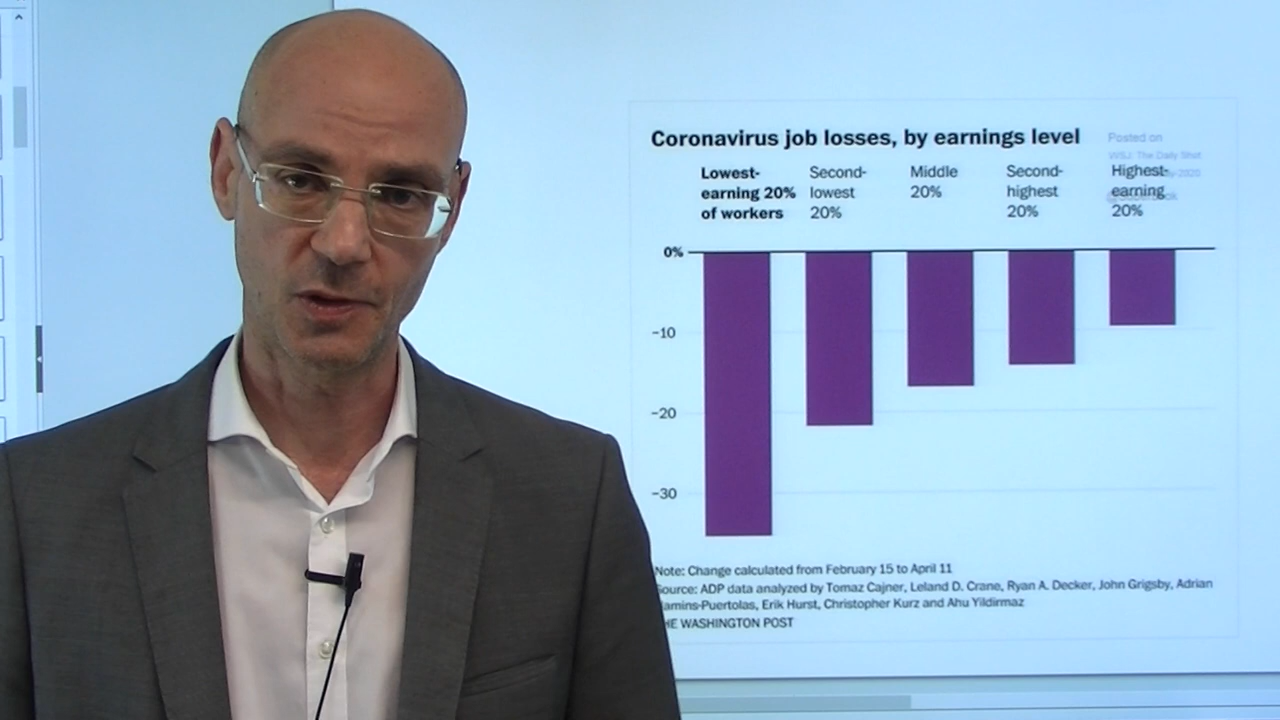 Coronavirus job losses, by earnings level
Posted on
WSJ: The Daily Shot
Lowest-
earning 20%
of workers
Second-
lowest
20%
Middle
20%
Second-
highest
20%
Highest-
earning
20%
0%
-10
-20
-30
Note: Change calculated from February 15 to April 11
Source: ADP data analyzed by Tomaz Cajner, Leland D. Crane, Ryan A. Decker, John Grigsby, Adrian
amins-Puertolas, Erik Hurst, Christopher Kurz and Ahu Yildirmaz
HE WASHINGTON POST